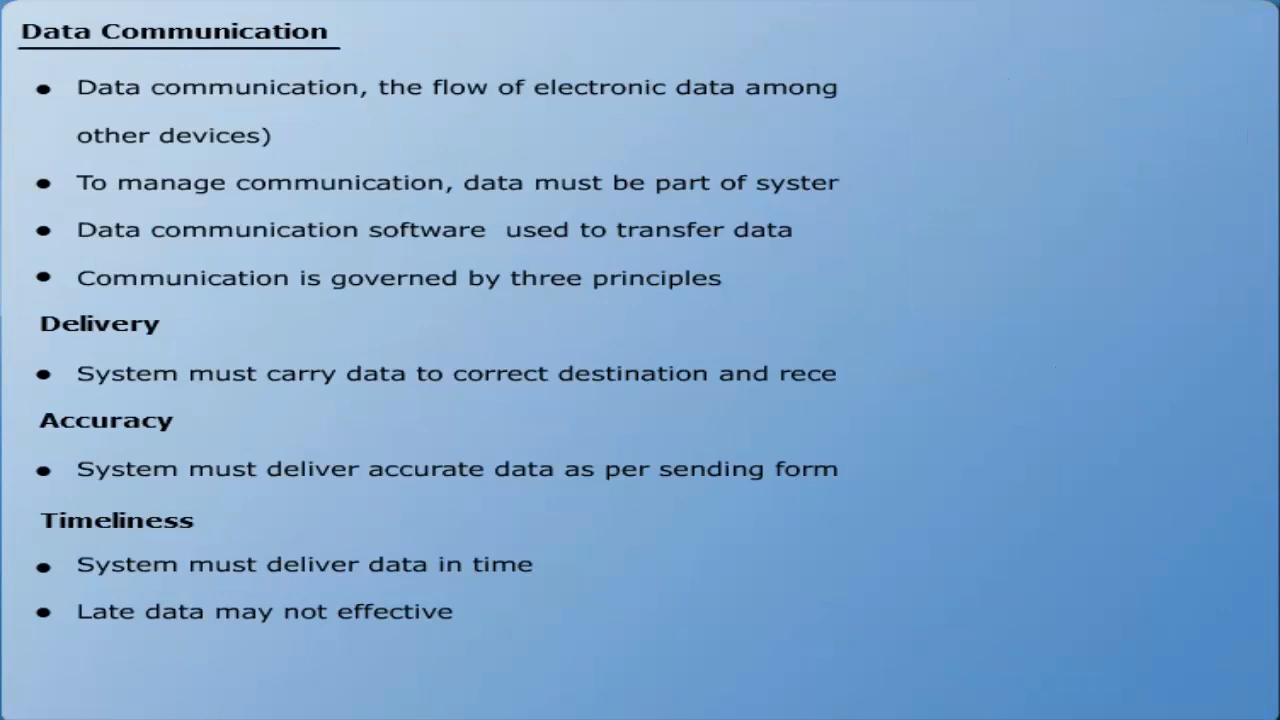 Data Communication
Data communication, the flow of electronic data among
other devices)
To manage communication, data must be part of syster
Data communication software used to transfer data
Communication is governed by three principles
Delivery
System must carry data to correct destination and rece
Accuracy
System must deliver accurate data as per sending form
Timeliness
System must deliver data in time
Late data may not effective